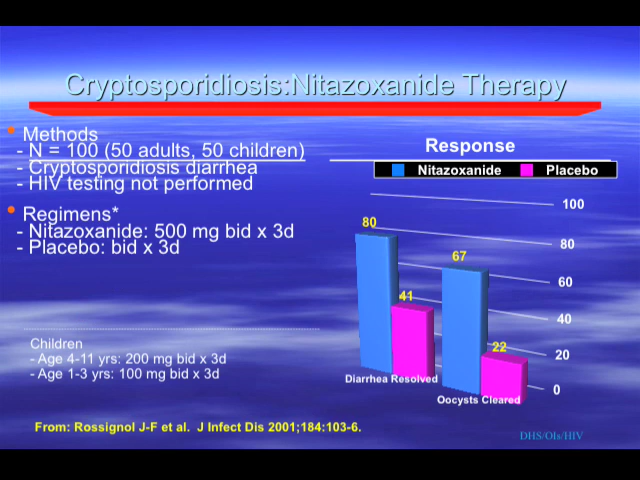 Cryptosporidiosis:Nitazoxanide Therapy
Methods
- N = 100 (50 adults, 50 children)
- Cryptosporidiosis diarrhea
- HIV testing not performed
Regimens*
- Nitazoxanide: 500 mg bid x 3d
- Placebo: bid x 3d
Children
- Age 4-11 yrs: 200 mg bid x 3d
- Age 1-3 yrs: 100 mg bid x 3d
Response
Nitazoxanide Placebo
100
80
60
40
20
0
80
41
67
22
Diarrhea Resolved
Oocysts Cleared
From: Rossignol J-F et al. J Infect Dis 2001;184:103-6.
DHS/OIs/HIV